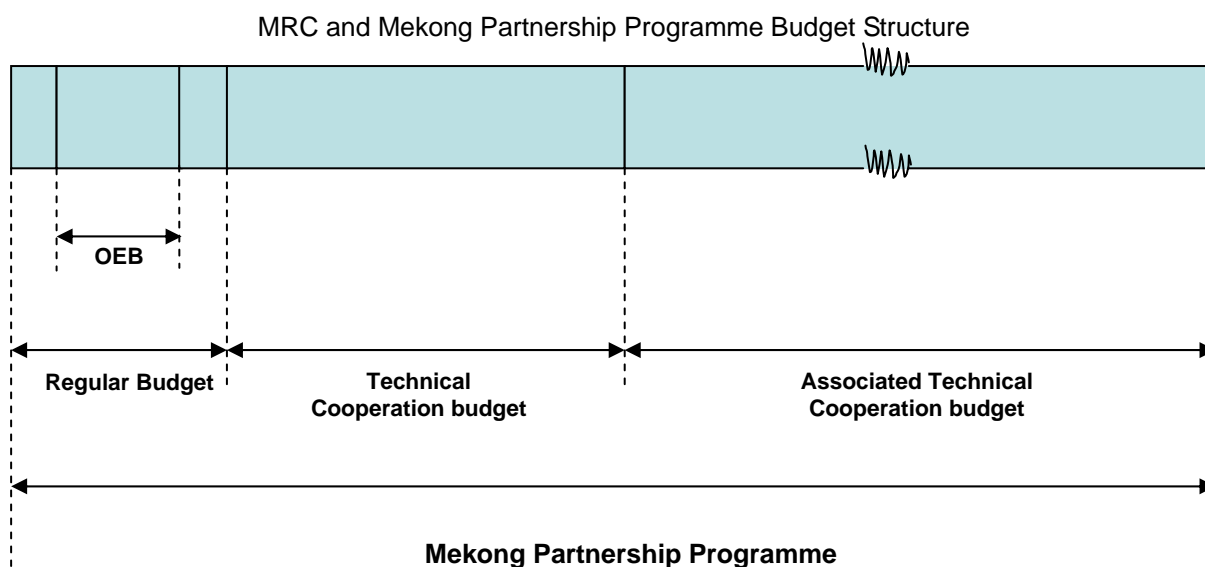 MRC and Mekong Partnership Programme Budget Structure
OEB
Regular Budget
Technical
Cooperation budget
Associated Technical
Cooperation budget
Mekong Partnership Programme